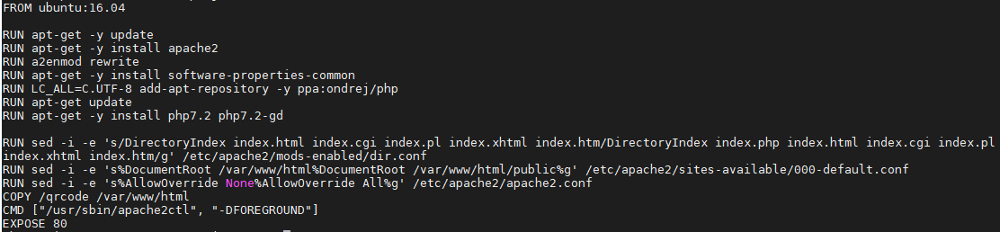 FROM ubuntu:16.04
RUN apt-get -y update
RUN apt-get -y install apache2
RUN a2enmod rewrite
RUN apt-get -y install software-properties-common
RUN LC_ALL=C.UTF-8 add-apt-repository -y ppa:ondrej/php
RUN apt-get update
RUN apt-get -y install php7.2 php7.2-gd
RUN sed -i -e 's/DirectoryIndex index.html index.cgi index.pl index.xhtml index.htm/DirectoryIndex index.php index.html index.cgi index.pl
index.xhtml index.htm/g' /etc/apache2/mods-enabled/dir.conf
RUN sed -i -e 's%DocumentRoot /var/www/html%DocumentRoot /var/www/html/public%g' /etc/apache2/sites-available/000-default.conf
RUN sed -i -e 's%AllowOverride None%AllowOverride All%g' /etc/apache2/apache2.conf
COPY /qrcode /var/www/html
CMD ["/usr/sbin/apache2ctl", "-DFOREGROUND"]
EXPOSE 80